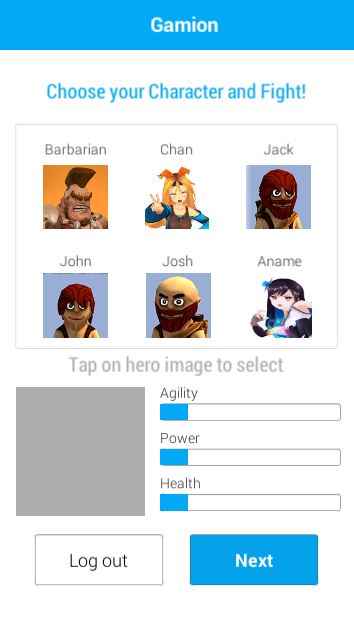 Gamion
Choose your Character and Fight!
Barbarian Chan Jack
John Josh Aname
Tap on hero image to select
Agility
Power
Health
Log out Next